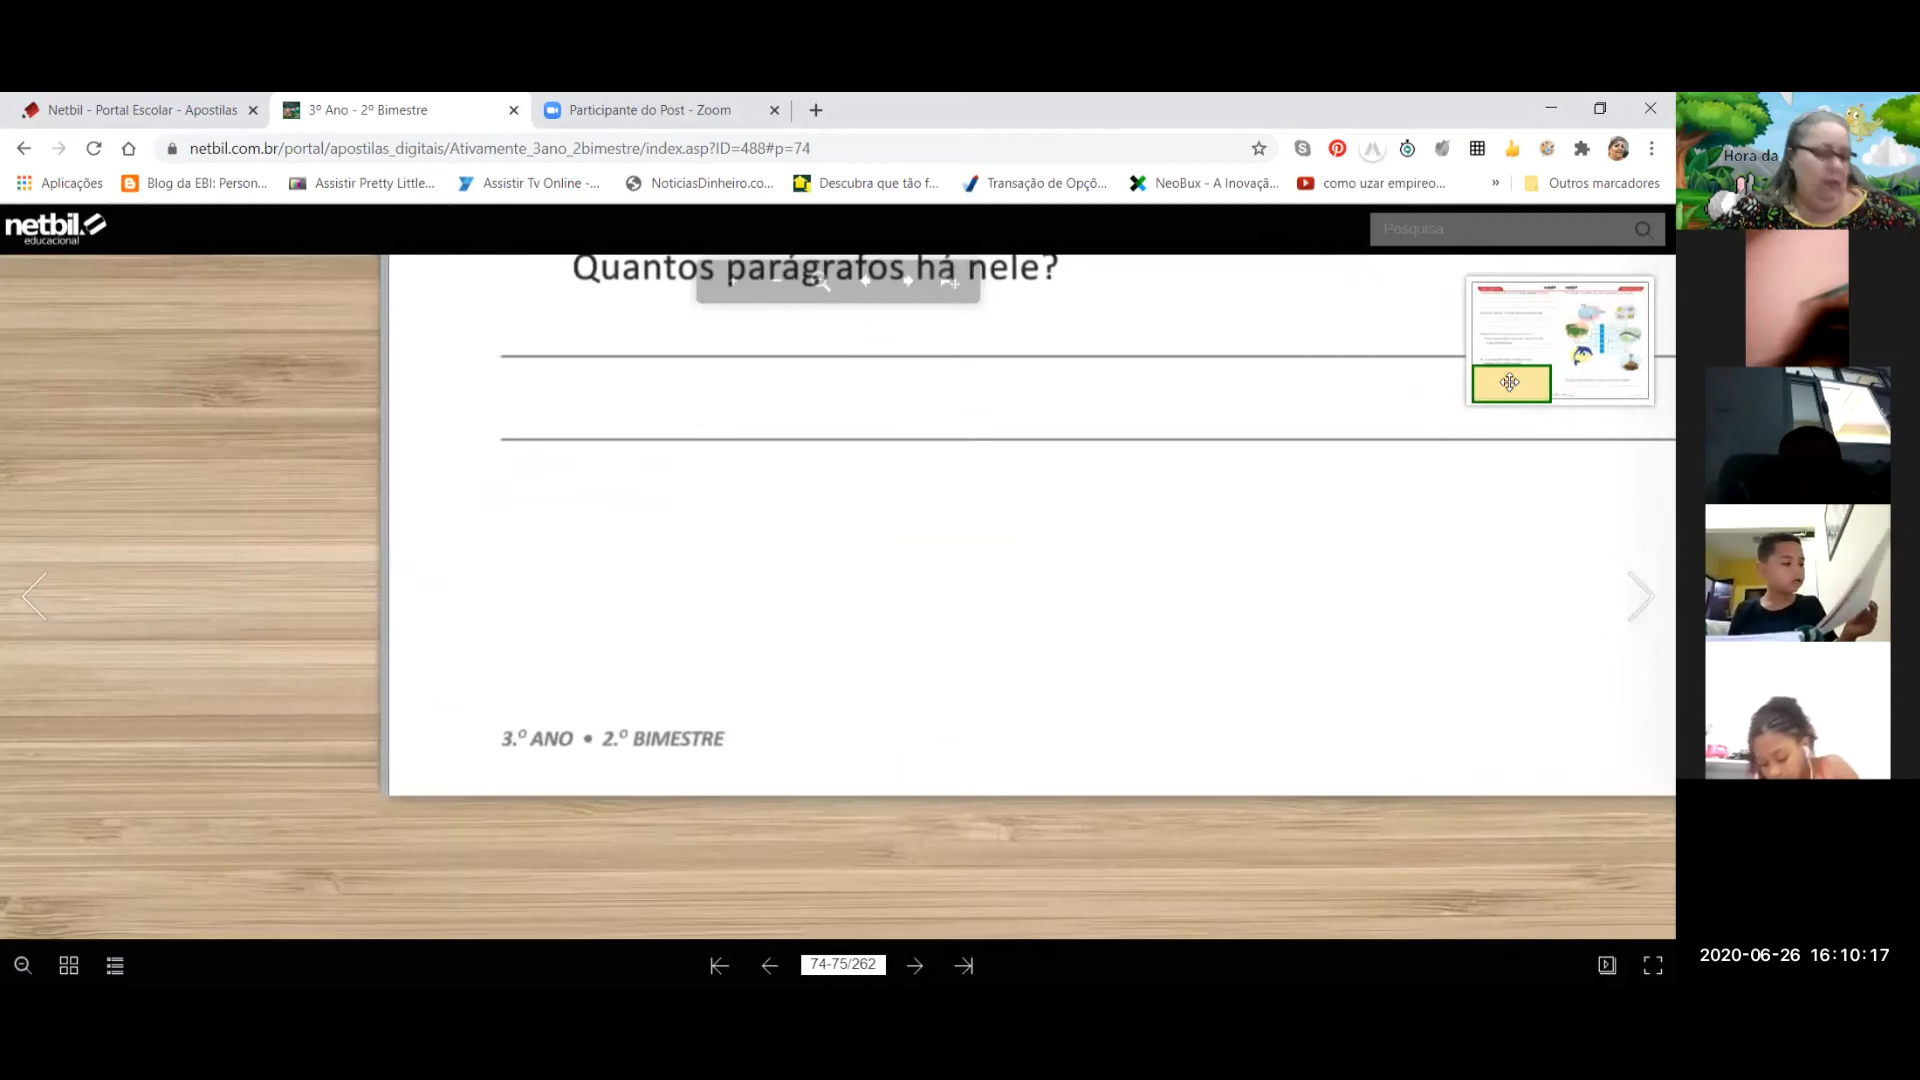 Netbil - Portal Escolar - Apostilas
3º Ano - 2º Bimestre
Participante do Post - Zoom
netbil.com.br/portal/apostilas_digitais/Ativamente_3ano_2bimestre/index.asp?ID=488#p=74
Aplicações
Blog da EBI: Person...
Assistir Pretty Little...
Assistir Tv Online -...
NoticiasDinheiro.co...
Descubra que tão f...
Transação de Opçõ...
NeoBux - A Inovaçã...
como uzar empireo...
»
Outros marcadores
netbil
educacional
Pesquisa
Hora da
Quantos parágrafos há nele?
3.º ANO • 2.º BIMESTRE
74-75/262
2020-06-26 16:10:17